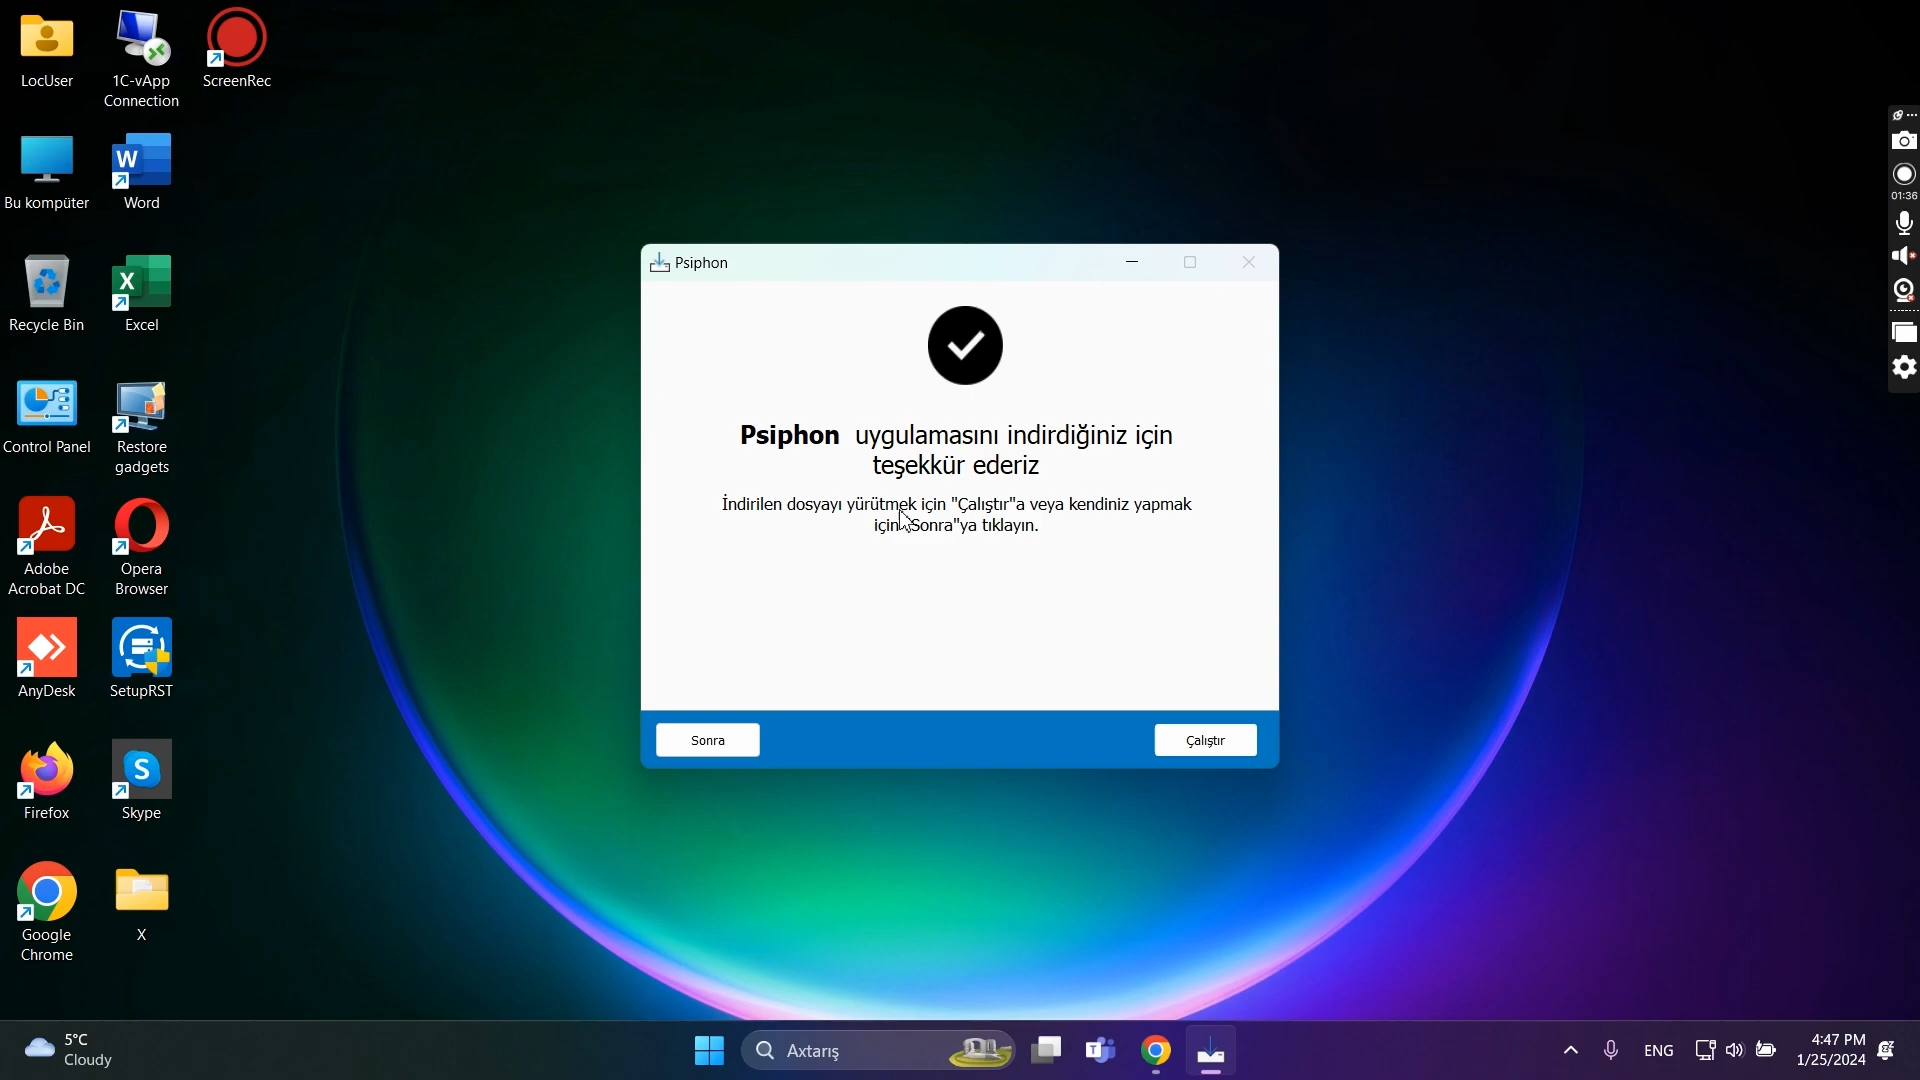 LocUser
1C-vApp
Connection
ScreenRec
Bu kompüter
Word
Recycle Bin
Excel
Control Panel
Restore
gadgets
Adobe
Acrobat DC
Opera
Browser
AnyDesk
SetupRST
Firefox
Skype
Google
Chrome
X
Psiphon
Psiphon uygulamasını indirdiğiniz için
teşekkür ederiz
İndirilen dosyayı yürütmek için "Çalıştır"a veya kendiniz yapmak
için "Sonra"ya tıklayın.
Sonra
Çalıştır
01:36
5°C
Cloudy
Axtarış
ENG
4:47 PM
1/25/2024